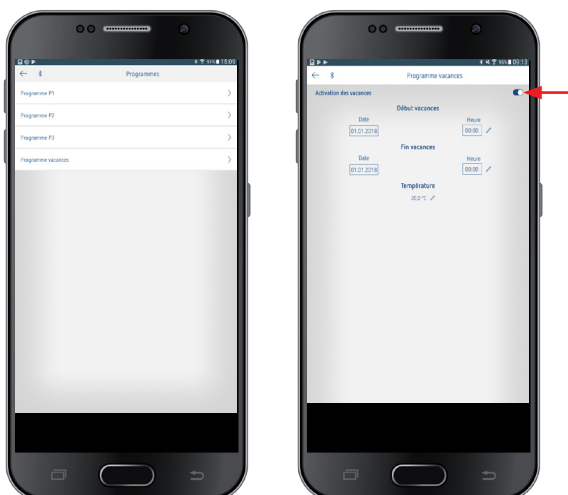 91% 15:09
Programmes
Programme P1
Programme P2
Programme P3
Programme vacances
95% 09:13
Programme vacances
Activation des vacances
Début vacances
Date Heure
01.01.2018 00:00
Fin vacances
Date Heure
01.01.2018 00:00
Température
20,0 °C